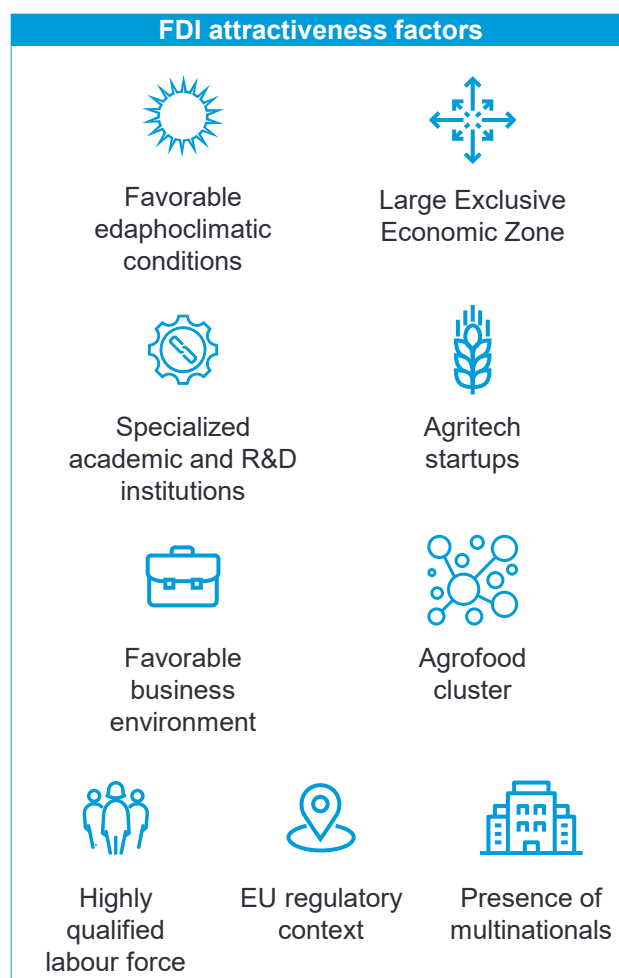 FDI attractiveness factors
Favorable
edaphoclimatic
conditions
Large Exclusive
Economic Zone
Specialized
academic and R&D
institutions
Agritech
startups
Favorable
business
environment
Agrofood
cluster
Highly
qualified
labour force
EU regulatory
context
Presence of
multinationals